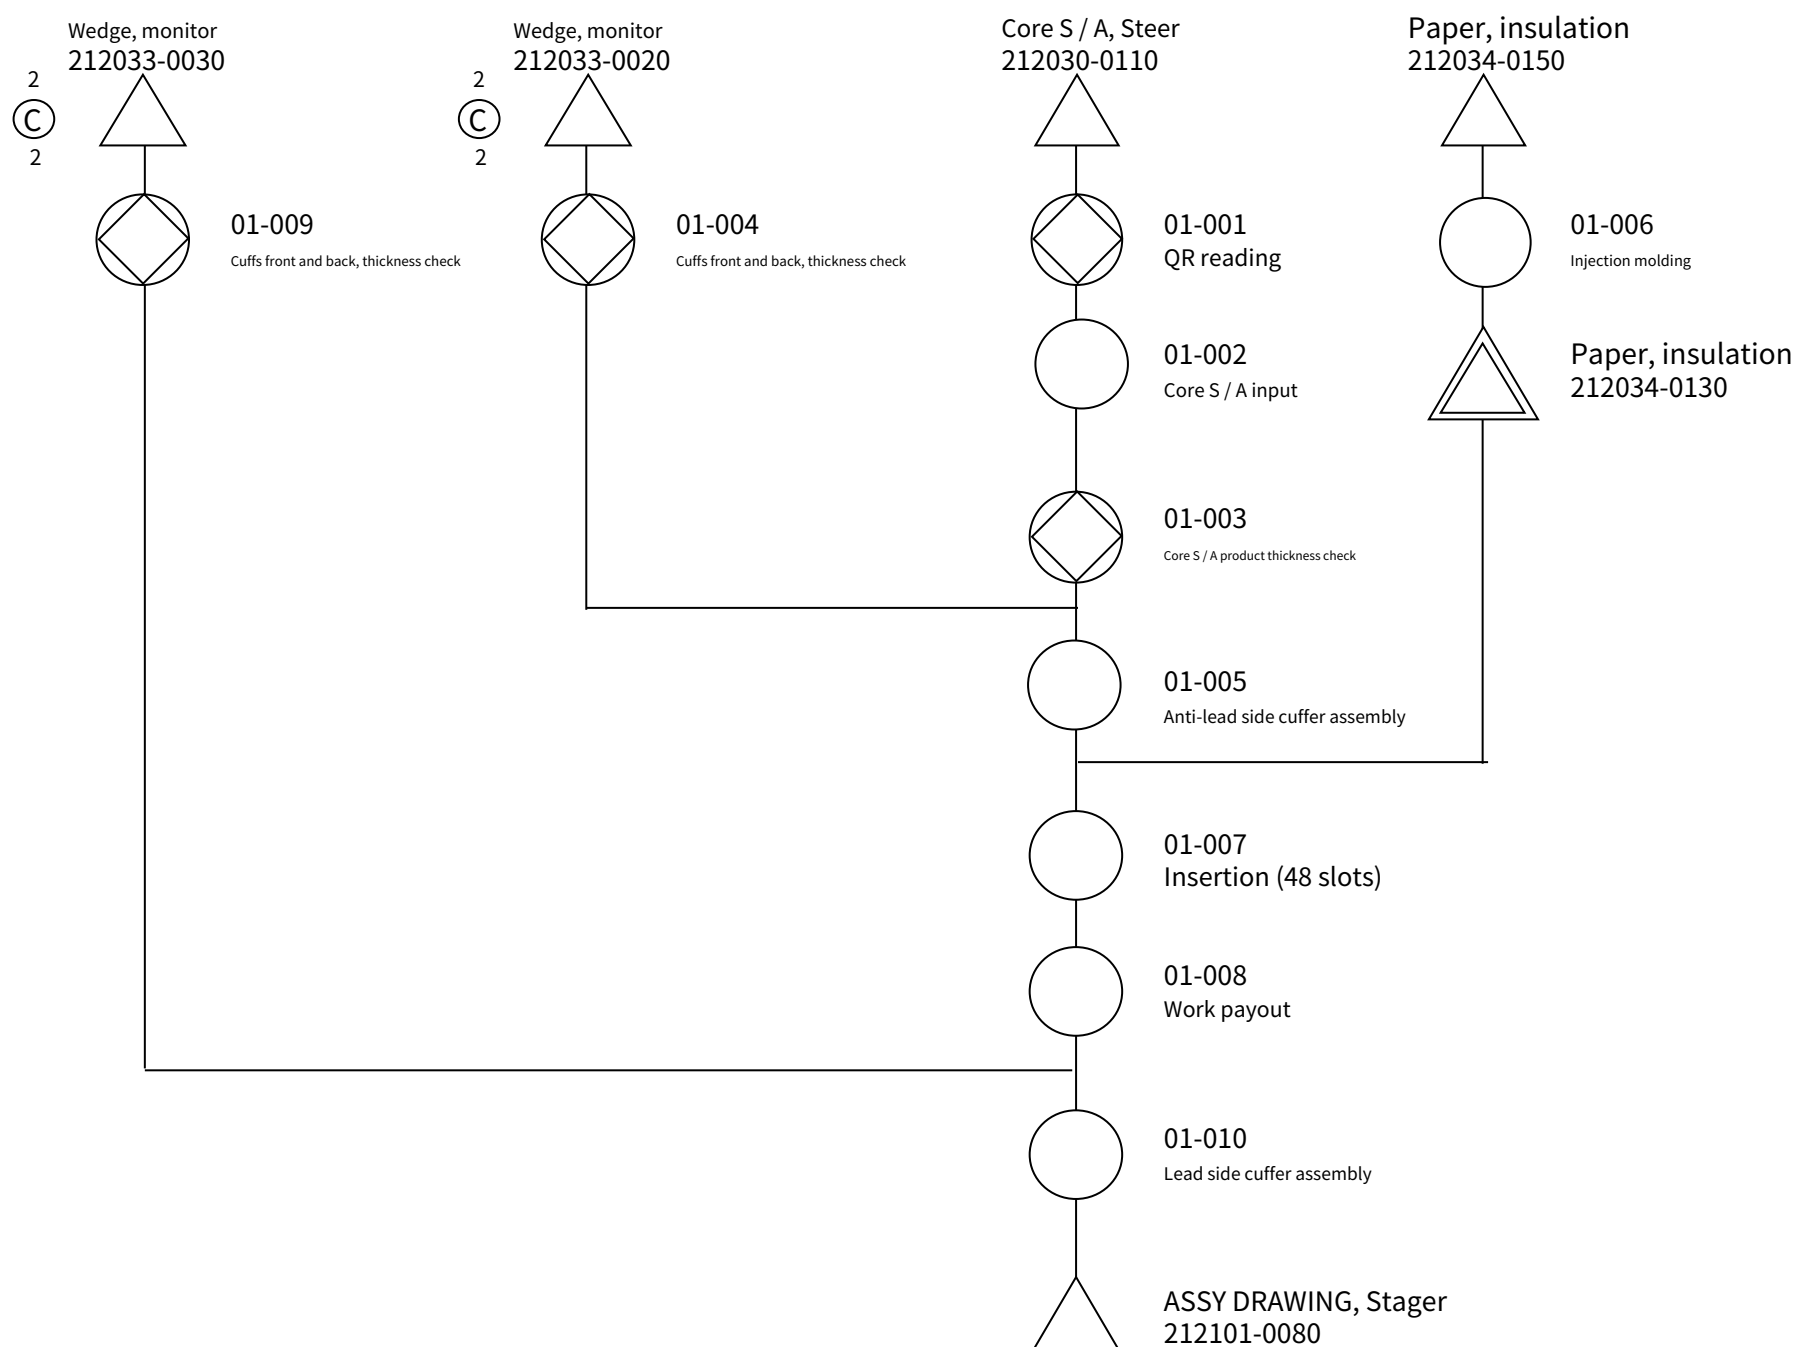 Wedge, monitor
212033-0030
2
C
2
Wedge, monitor
212033-0020
2
C
2
Core S / A, Steer
212030-0110
Paper, insulation
212034-0150
01-009
Cuffs front and back, thickness check
01-004
Cuffs front and back, thickness check
01-001
QR reading
01-006
Injection molding
01-002
Core S / A input
Paper, insulation
212034-0130
01-003
Core S / A product thickness check
01-005
Anti-lead side cuffer assembly
01-007
Insertion (48 slots)
01-008
Work payout
01-010
Lead side cuffer assembly
ASSY DRAWING, Stager
212101-0080